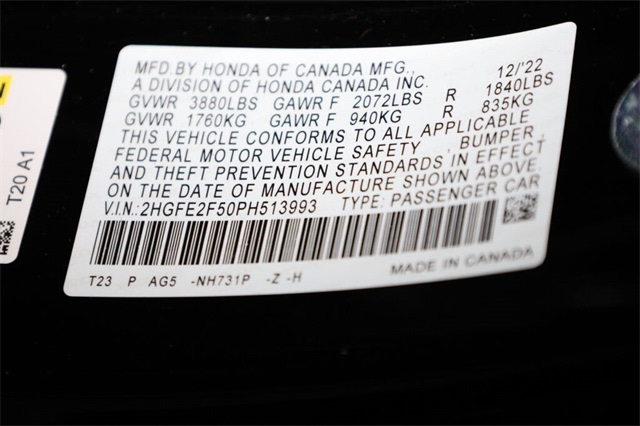 MFD.BY HONDA OF CANADA MFG., 12/'22
A DIVISION OF HONDA CANADA INC.
GVWR 3880LBS GAWR F 2072LBS R 1840LBS
GVWR 1760KG GAWR F 940KG R 835KG
THIS VEHICLE CONFORMS TO ALL APPLICABLE
FEDERAL MOTOR VEHICLE SAFETY, BUMPER,
AND THEFT PREVENTION STANDARDS IN EFFECT
ON THE DATE OF MANUFACTURE SHOWN ABOVE.
V.I.N.:2HGFE2F50PH513993 TYPE: PASSENGER CAR
T23 P AG5 -NH731P -Z -H MADE IN CANADA
T20 A1